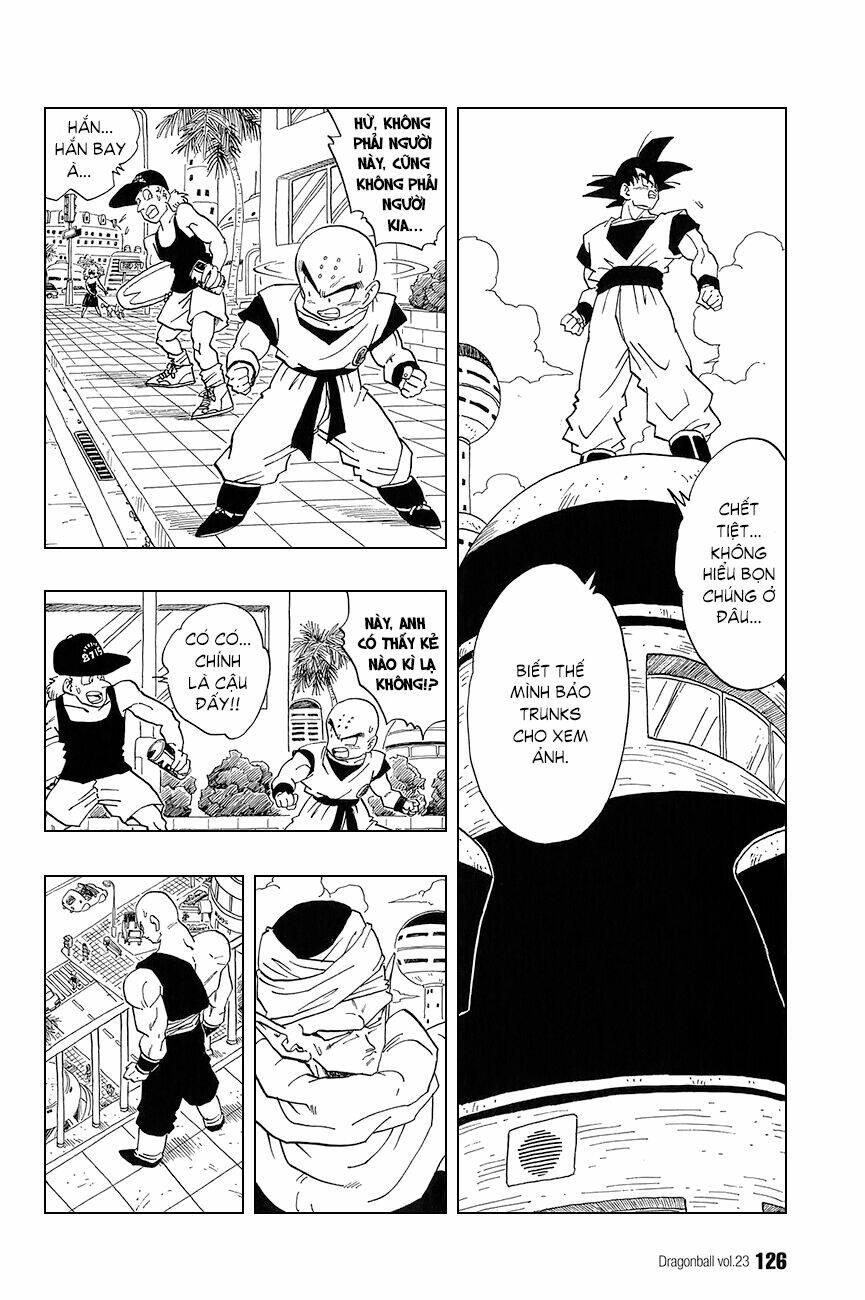 CHẾT
TIỆT...
KHÔNG
HIỂU BỌN
CHÚNG Ở
ĐÂU...
BIẾT THẾ
MÌNH BẢO
TRUNKS
CHO XEM
ẢNH.
HỪ, KHÔNG
PHẢI NGƯỜI
NÀY, CŨNG
KHÔNG PHẢI
NGƯỜI
KIA...
HẮN...
HẮN BAY
À...
NÀY, ANH
CÓ THẤY KẺ
NÀO KÌ LẠ
KHÔNG!?
CÓ CÓ...
CHÍNH
LÀ CẬU
ĐẤY!!
Dragonball vol.23 126